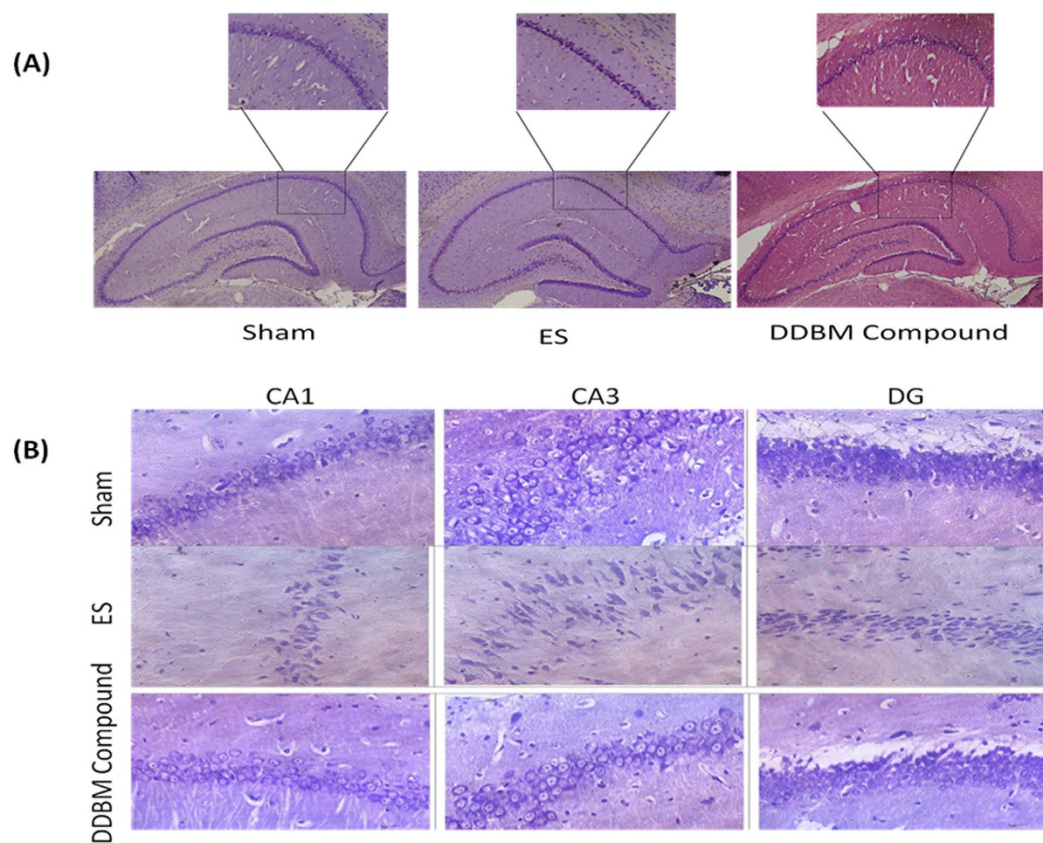 (A)
Sham
ES
DDBM Compound
CA1
CA3
DG
(B)
Sham
ES
DDBM Compound